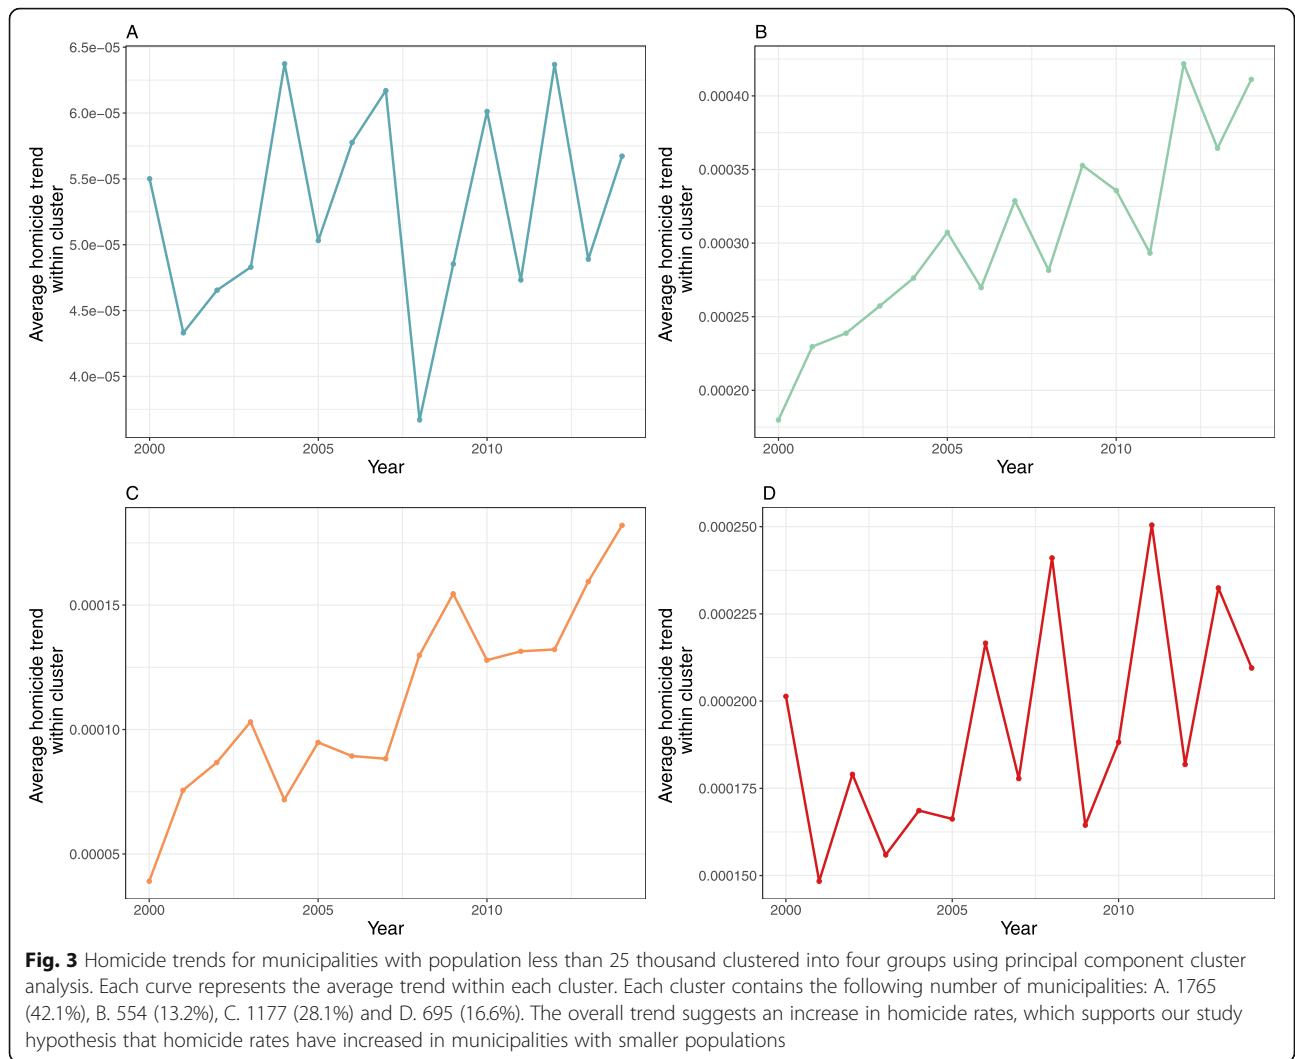 A
Average homicide trend
within cluster
6.5e−05
6.0e−05
5.5e−05
5.0e−05
4.5e−05
4.0e−05
2000 2005 2010
Year
B
Average homicide trend
within cluster
0.00040
0.00035
0.00030
0.00025
0.00020
2000 2005 2010
Year
C
Average homicide trend
within cluster
0.00015
0.00010
0.00005
2000 2005 2010
Year
D
Average homicide trend
within cluster
0.000250
0.000225
0.000200
0.000175
0.000150
2000 2005 2010
Year
Fig. 3 Homicide trends for municipalities with population less than 25 thousand clustered into four groups using principal component cluster
analysis. Each curve represents the average trend within each cluster. Each cluster contains the following number of municipalities: A. 1765
(42.1%), B. 554 (13.2%), C. 1177 (28.1%) and D. 695 (16.6%). The overall trend suggests an increase in homicide rates, which supports our study
hypothesis that homicide rates have increased in municipalities with smaller populations